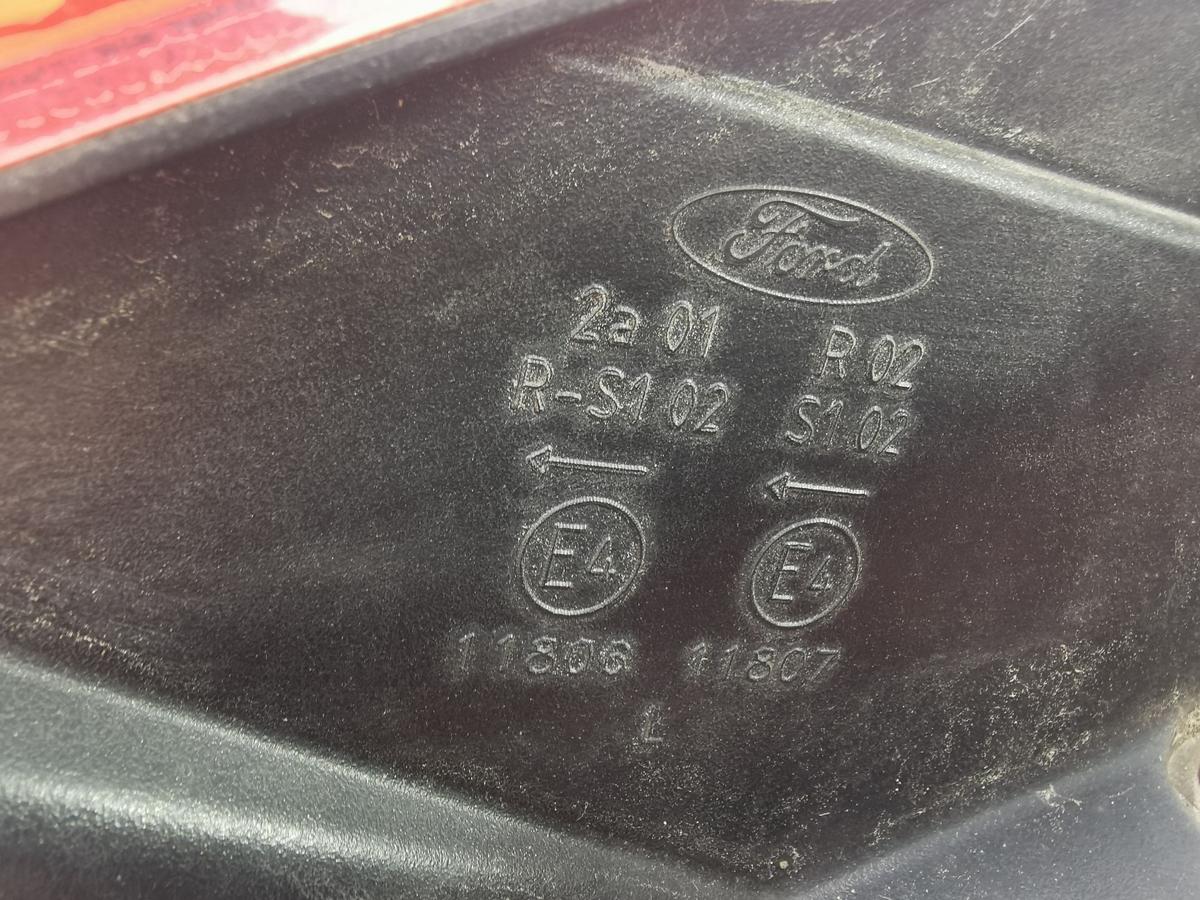 Ford
2a 01 R 02
R-S1 02 S1 02
E4 E4
11806 11807
L